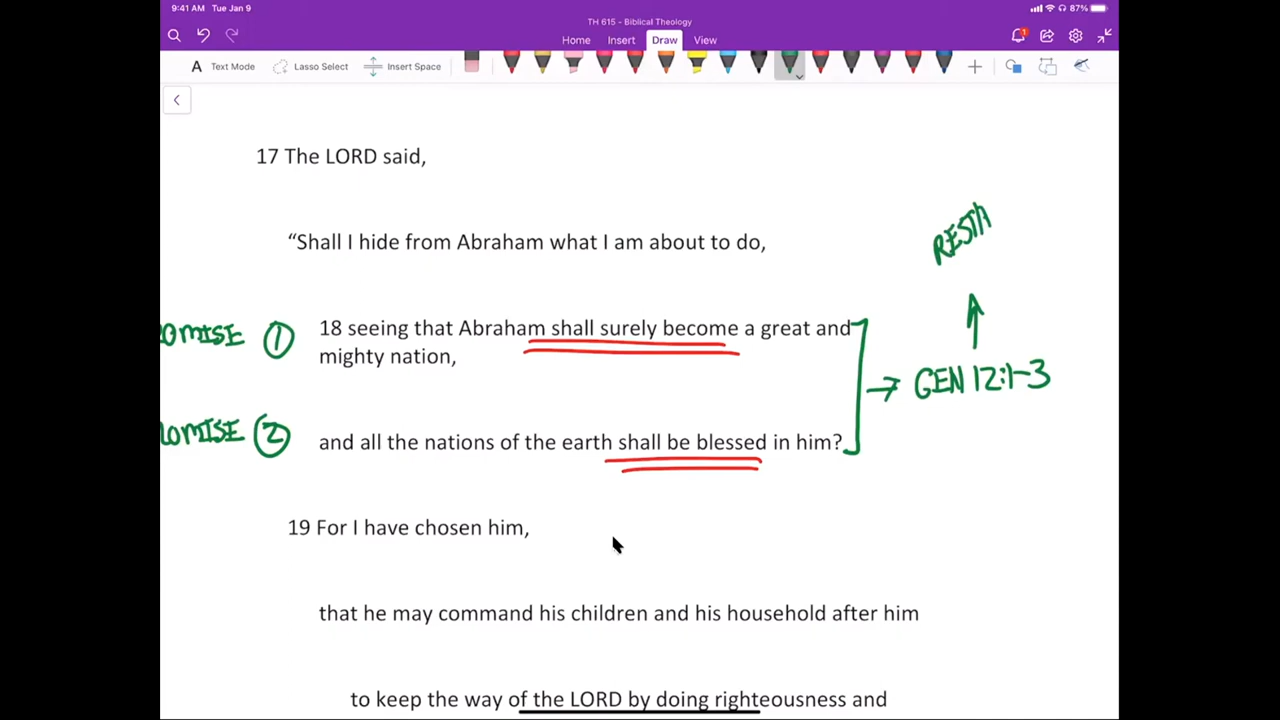 9:41 AM Tue Jan 9
87%
TH 615 - Biblical Theology
Home Insert Draw View
1
A Text Mode Lasso Select Insert Space
17 The LORD said,
“Shall I hide from Abraham what I am about to do,
RESTN
OMISE 1 18 seeing that Abraham shall surely become a great and
mighty nation,
→ GEN 12:1-3
OMISE 2 and all the nations of the earth shall be blessed in him?
19 For I have chosen him,
that he may command his children and his household after him
to keep the way of the LORD by doing righteousness and